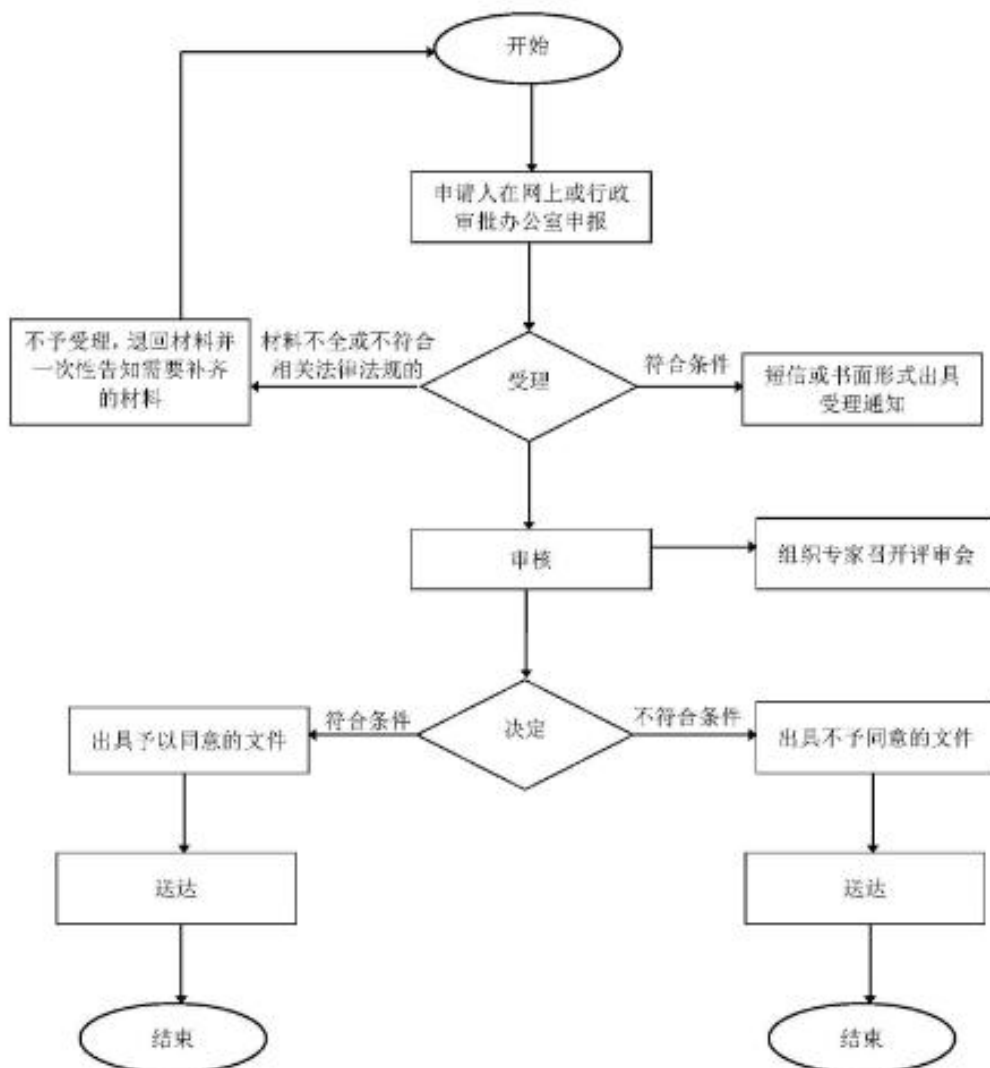 开始
申请人在网上或行政
审批办公室申报
不予受理，退回材料并
一次性告知需要补齐
的材料
材料不全或不符合
相关法律法规的
受理
符合条件
短信或书面形式出具
受理通知
审核
组织专家召开评审会
出具予以同意的文件
符合条件
决定
不符合条件
出具不予同意的文件
送达
送达
结束
结束